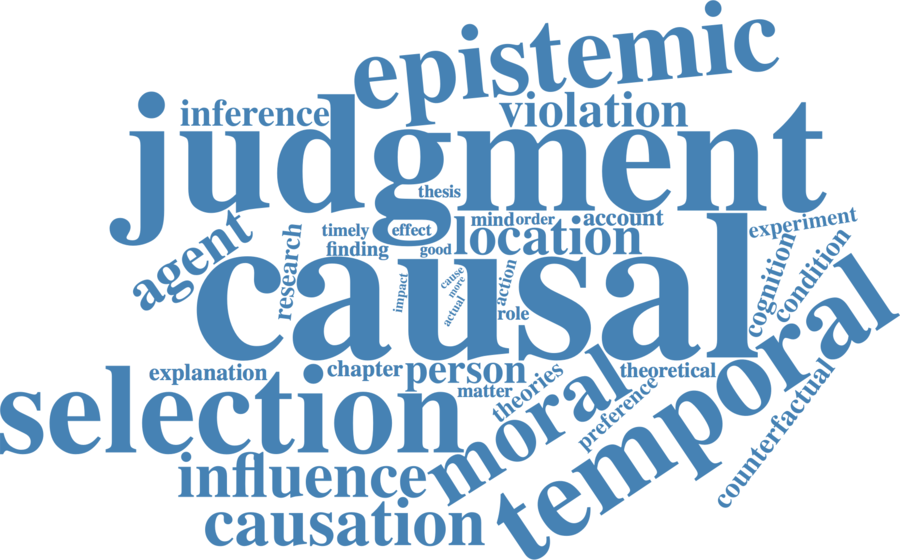 epistemic
inference
violation
judgment
thesis
agent
research
timely
effect
mind
order
account
experiment
finding
good
location
causal
impact
cause
more
actual
action
role
cognition
condition
explanation
chapter
person
theoretical
selection
matter
theories
preference
moral
temporal
counterfactual
influence
causation